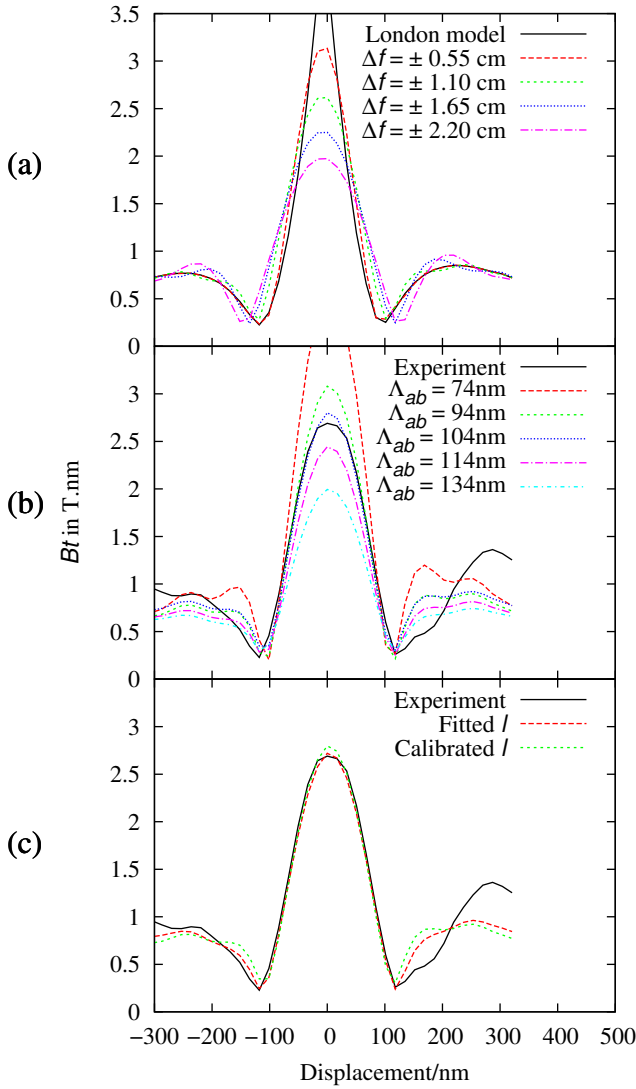 (a)
3.5
3
2.5
2
1.5
1
0.5
0
London model
Δf = ± 0.55 cm
Δf = ± 1.10 cm
Δf = ± 1.65 cm
Δf = ± 2.20 cm
(b)
Bt in T.nm
3
2.5
2
1.5
1
0.5
0
Experiment
Λab = 74nm
Λab = 94nm
Λab = 104nm
Λab = 114nm
Λab = 134nm
(c)
3
2.5
2
1.5
1
0.5
0
Experiment
Fitted l
Calibrated l
−300 −200 −100 0 100 200 300 400 500
Displacement/nm